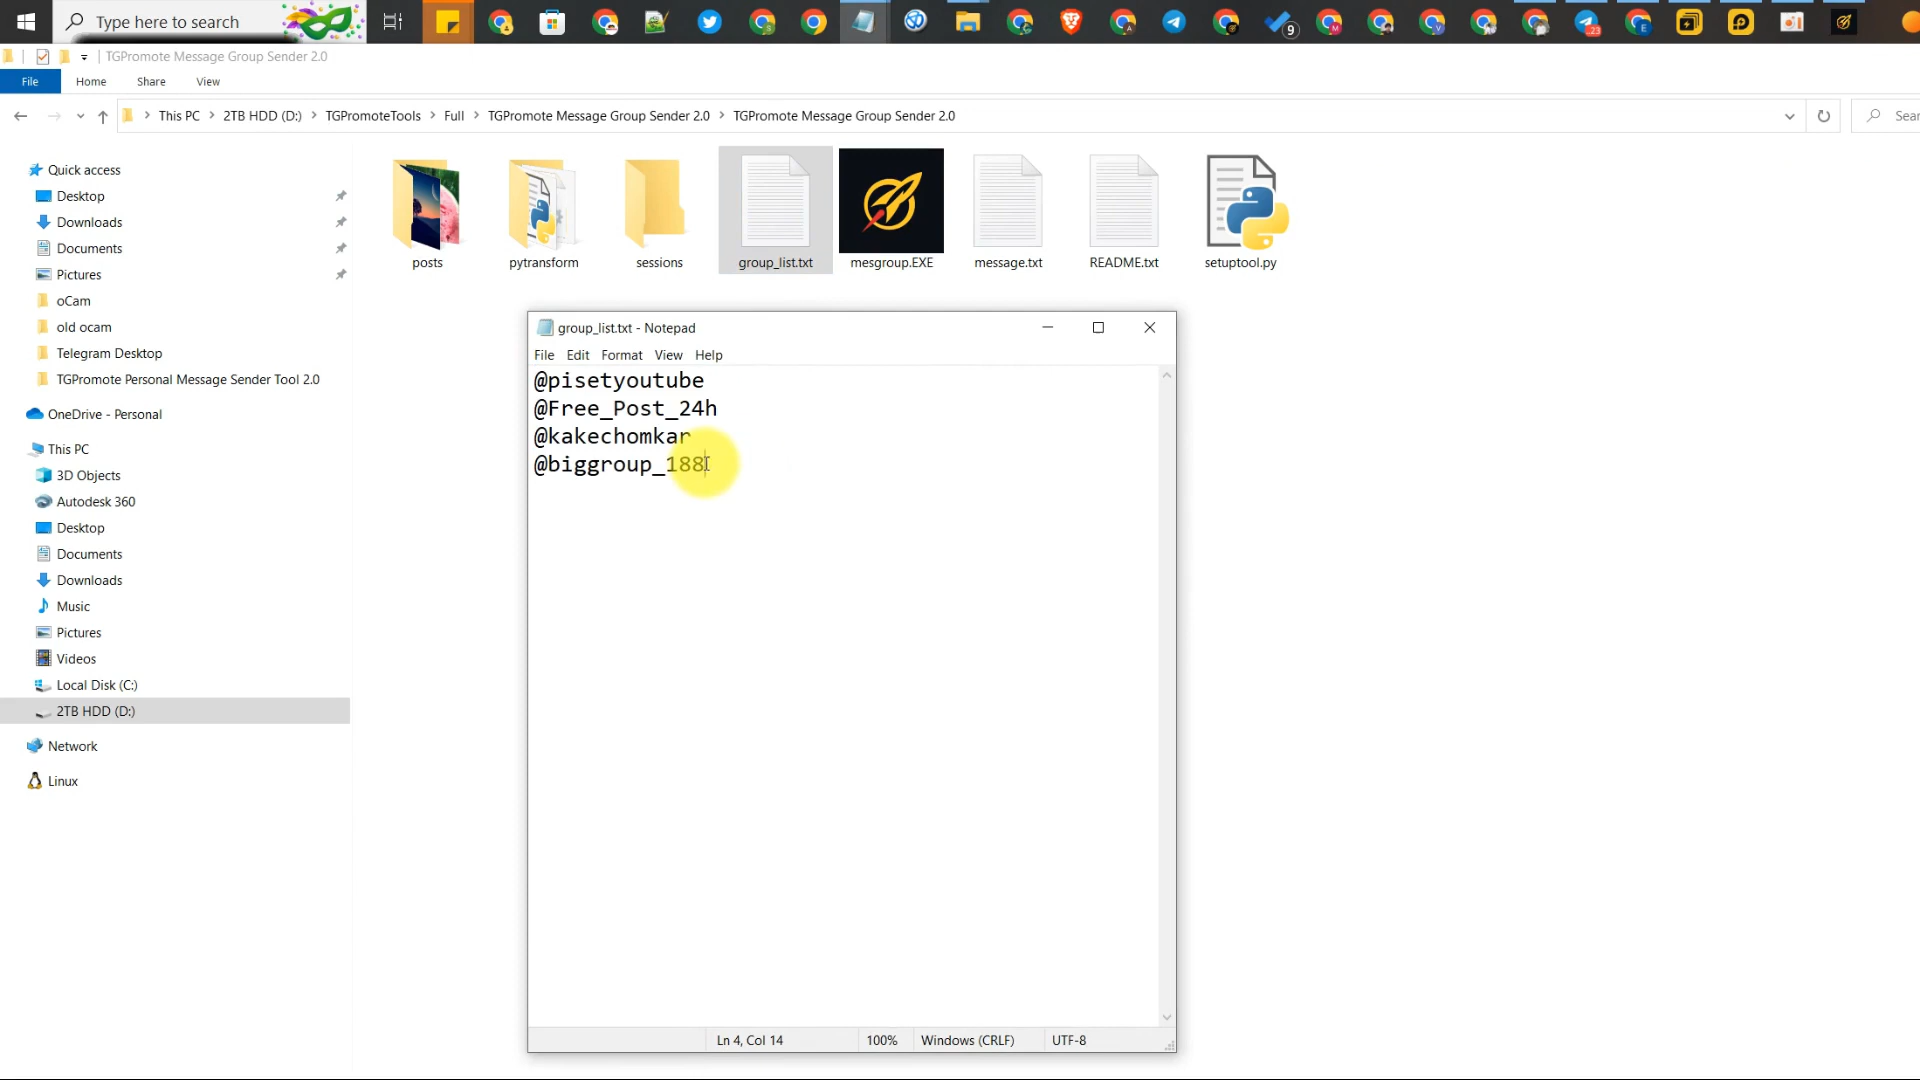 Type here to search
9
23
TGPromote Message Group Sender 2.0
File Home Share View
This PC > 2TB HDD (D:) > TGPromoteTools > Full > TGPromote Message Group Sender 2.0 > TGPromote Message Group Sender 2.0
Sear
Quick access
Desktop
Downloads
Documents
Pictures
oCam
old ocam
Telegram Desktop
TGPromote Personal Message Sender Tool 2.0
OneDrive - Personal
This PC
3D Objects
Autodesk 360
Desktop
Documents
Downloads
Music
Pictures
Videos
Local Disk (C:)
2TB HDD (D:)
Network
Linux
posts
pytransform
sessions
group_list.txt
mesgroup.EXE
message.txt
README.txt
setuptool.py
group_list.txt - Notepad
File Edit Format View Help
@pisetyoutube
@Free_Post_24h
@kakechomkar
@biggroup_188
Ln 4, Col 14 100% Windows (CRLF) UTF-8